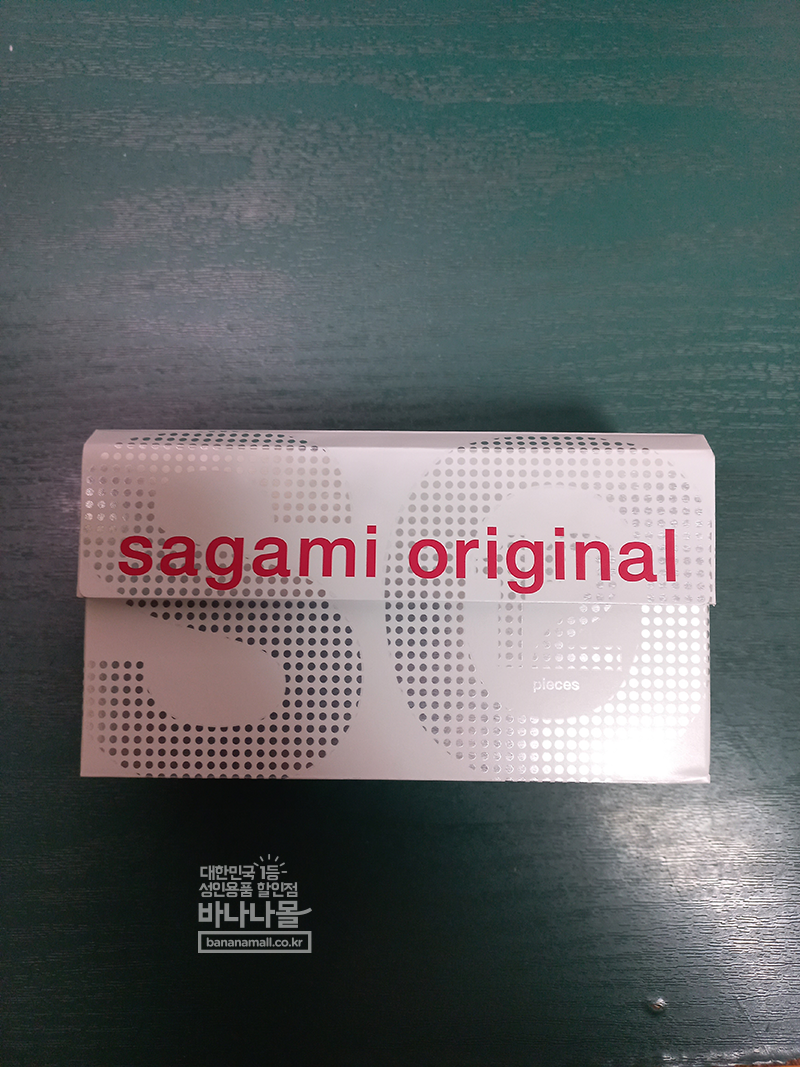 sagami original
12
pieces
대한민국 1등
성인용품 할인점
바나나몰
bananamall.co.kr